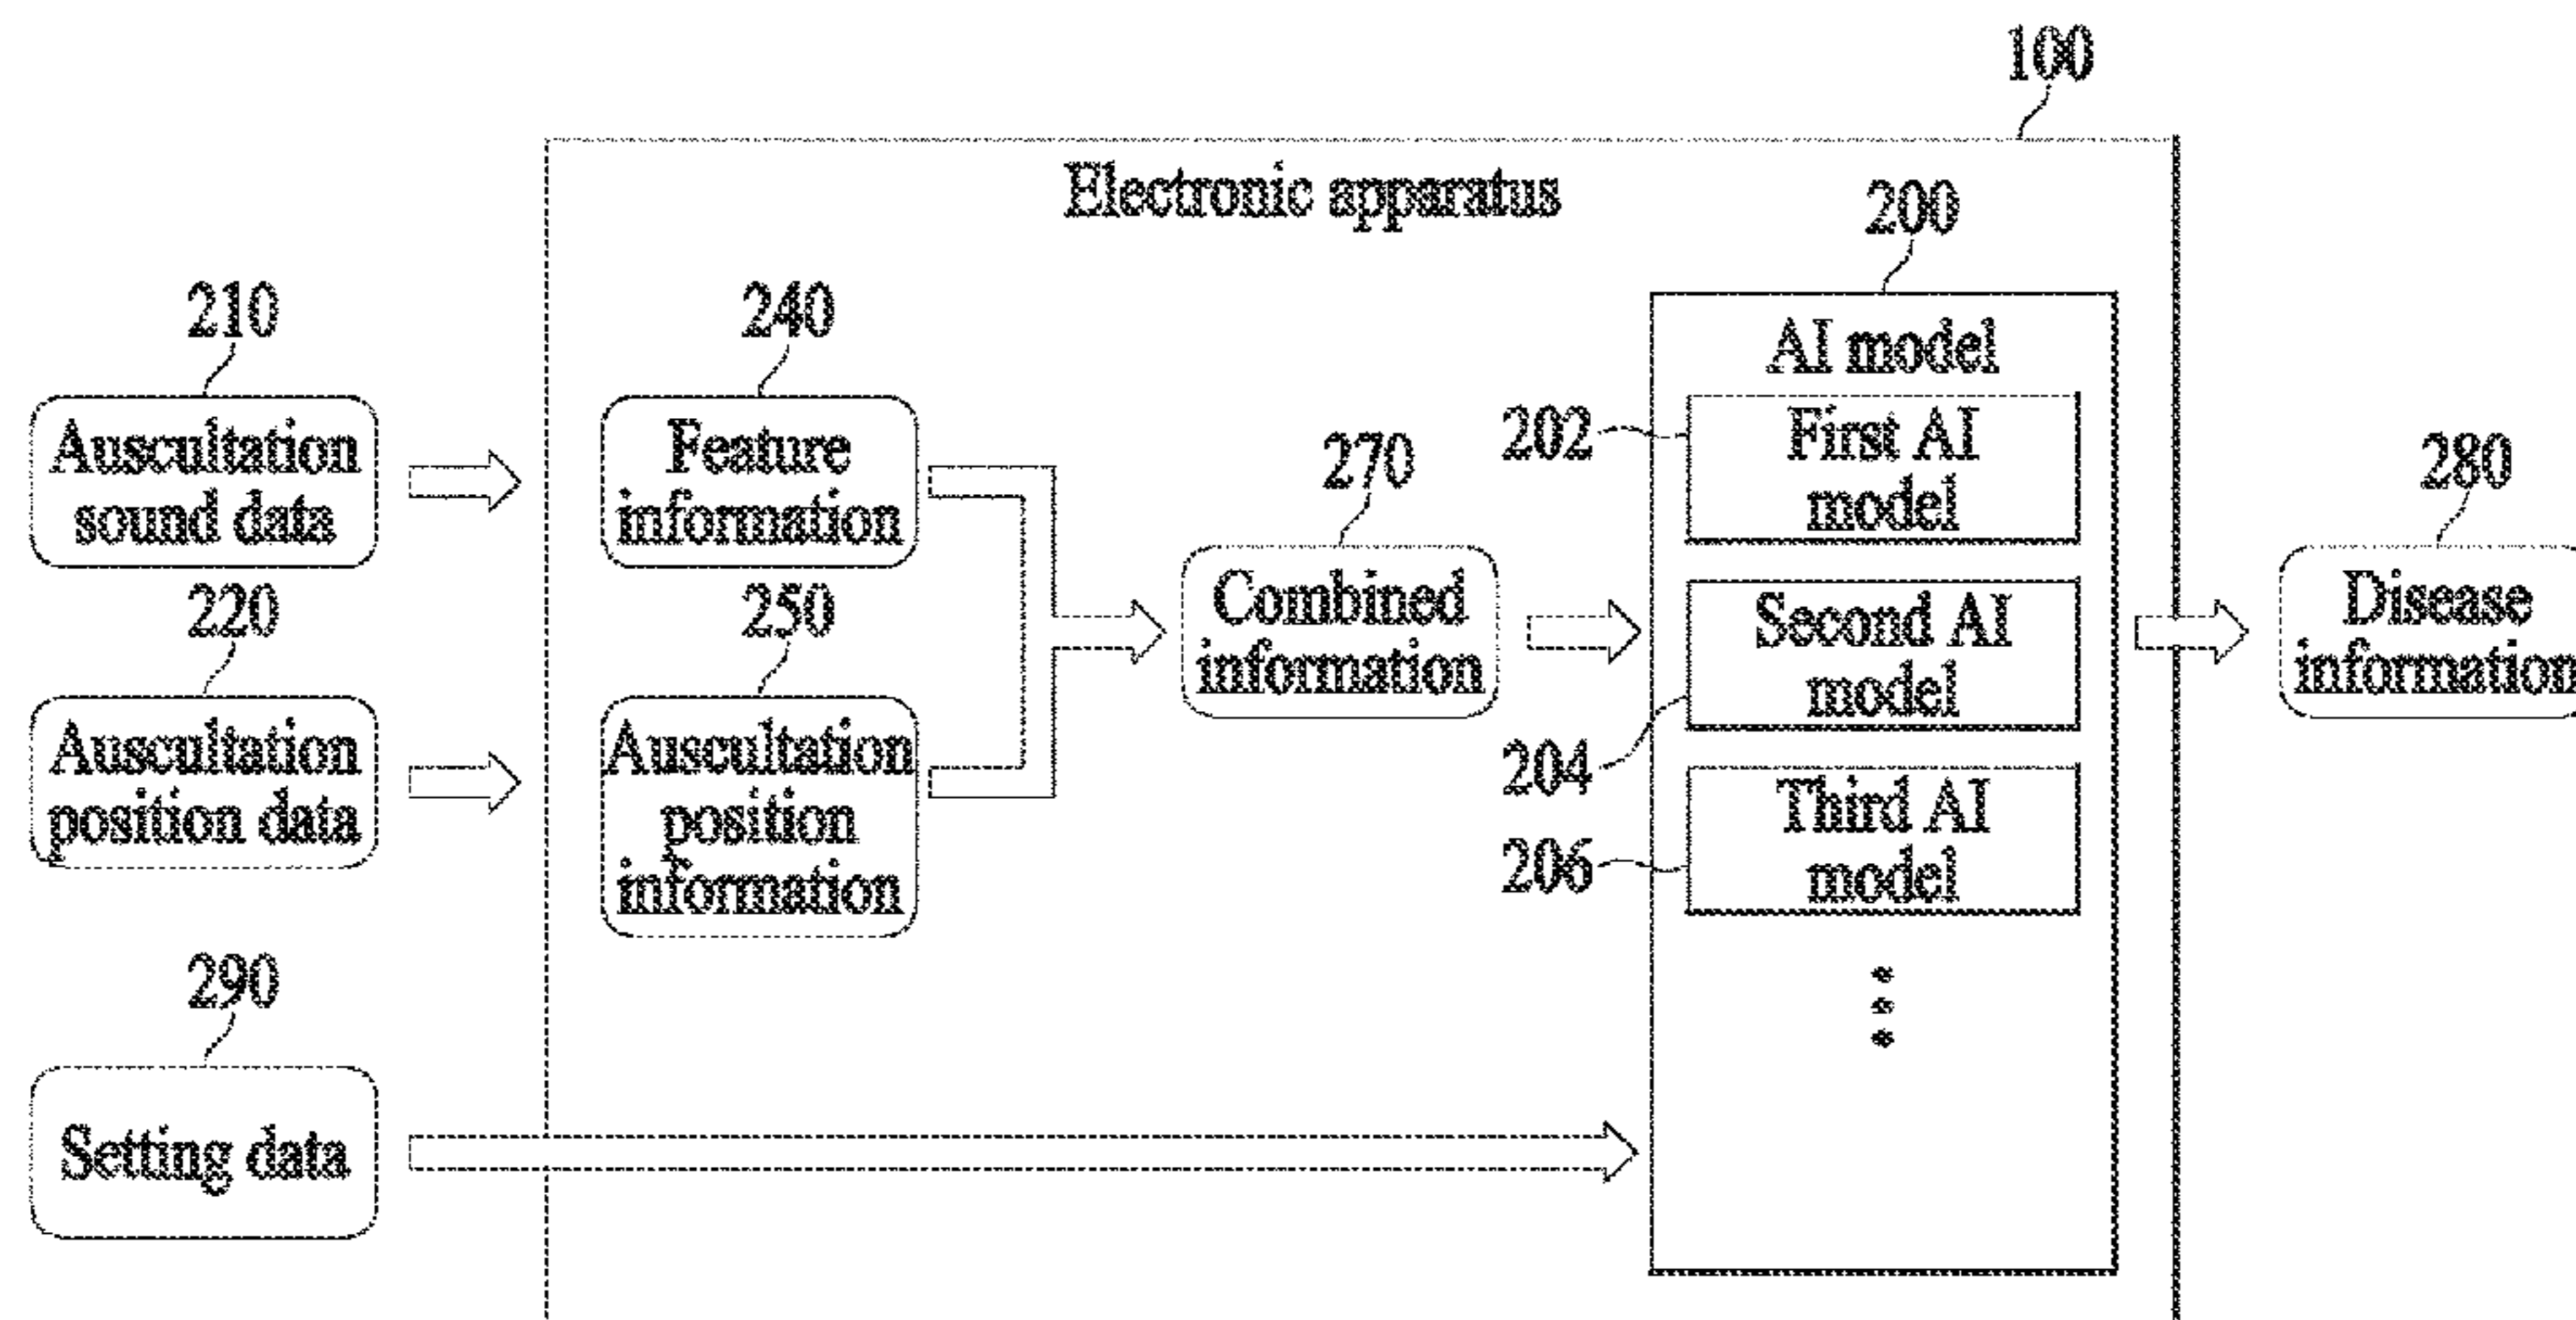 100
Electronic apparatus
200
210
240
AI model
Auscultation
sound data
Feature
information
202
First AI
model
270
280
220
250
Combined
information
Second AI
model
Disease
information
Auscultation
position data
Auscultation
position
information
204
Third AI
model
206
290
Setting data